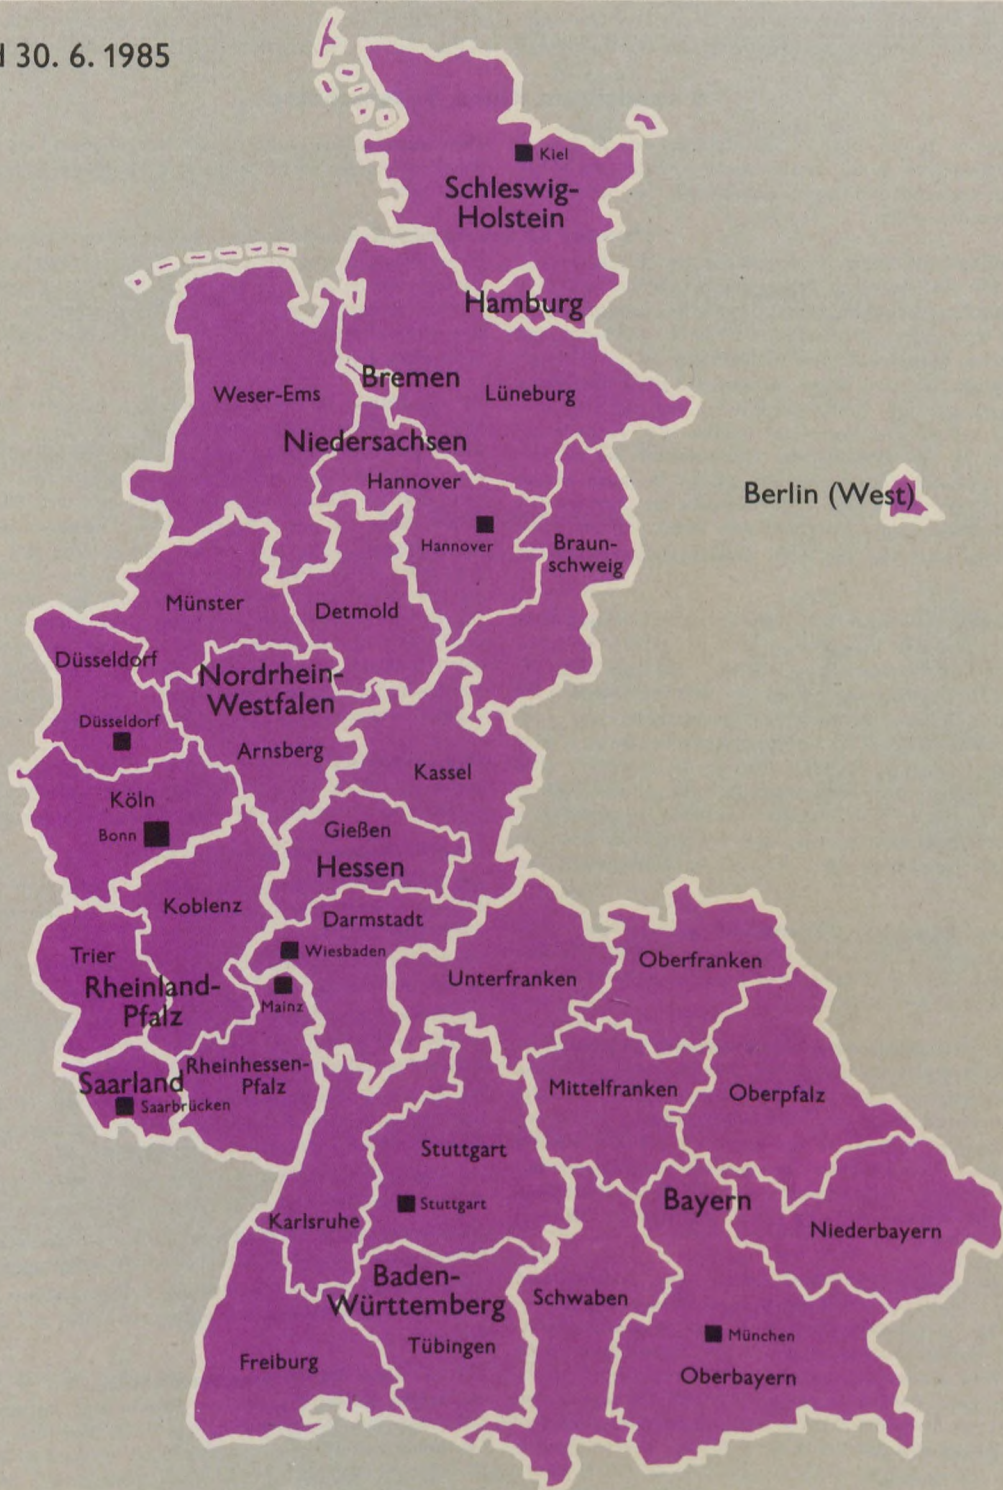 30. 6. 1985
Kiel
Schleswig-
Holstein
Hamburg
Bremen
Weser-Ems
Lüneburg
Niedersachsen
Hannover
Berlin (West)
Hannover
Braun-
schweig
Münster
Detmold
Düsseldorf
Nordrhein-
Westfalen
Düsseldorf
Arnsberg
Kassel
Köln
Bonn
Gießen
Hessen
Koblenz
Darmstadt
Trier
Wiesbaden
Oberfranken
Unterfranken
Rheinland-
Pfalz
Mainz
Rheinhessen-
Pfalz
Saarland
Saarbrücken
Mittelfranken
Oberpfalz
Stuttgart
Stuttgart
Bayern
Karlsruhe
Niederbayern
Baden-
Württemberg
Schwaben
München
Tübingen
Freiburg
Oberbayern